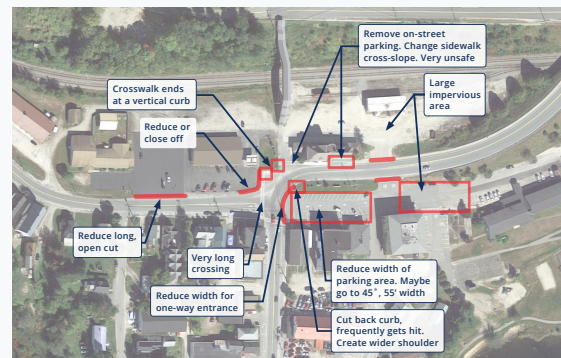 Remove on-street
parking. Change sidewalk
cross-slope. Very unsafe
Crosswalk ends
at a vertical curb
Large
impervious
area
Reduce or
close off
Reduce long,
open cut
Very long
crossing
Reduce width for
one-way entrance
Reduce width of
parking area. Maybe
go to 45˚, 55' width
Cut back curb,
frequently gets hit.
Create wider shoulder